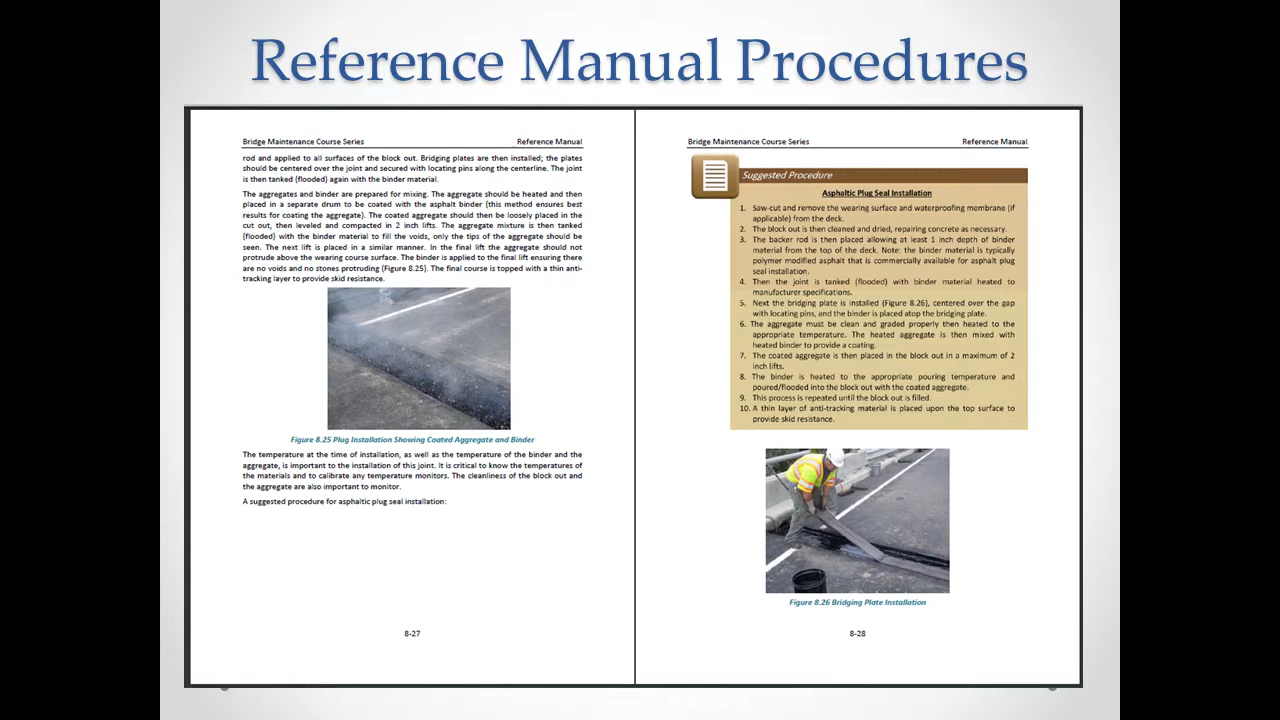 Reference Manual Procedures
Bridge Maintenance Course Series Reference Manual
rod and applied to all surfaces of the block out. Bridging plates are then installed; the plates
should be centered over the joint and secured with locating pins along the centerline. The joint
is then tanked (flooded) again with the binder material.
The aggregates and binder are prepared for mixing. The aggregate should be heated and then
placed in a separate drum to be coated with the asphalt binder (this method ensures best
results for coating the aggregate). The coated aggregate should then be loosely placed in the
cut out, then leveled and compacted in 2 inch lifts. The aggregate mixture is then tanked
(flooded) with the binder material to fill the voids, only the tips of the aggregate should be
seen. The next lift is placed in a similar manner. In the final lift the aggregate should not
protrude above the wearing course surface. The binder is applied to the final lift ensuring there
are no voids and no stones protruding (Figure 8.25). The final course is topped with a thin anti-
tracking layer to provide skid resistance.
Figure 8.25 Plug Installation Showing Coated Aggregate and Binder
The temperature at the time of installation, as well as the temperature of the binder and the
aggregate, is important to the installation of this joint. It is critical to know the temperatures of
the materials and to calibrate any temperature monitors. The cleanliness of the block out and
the aggregate are also important to monitor.
A suggested procedure for asphaltic plug seal installation:
8-27
Bridge Maintenance Course Series Reference Manual
Suggested Procedure
Asphaltic Plug Seal Installation
1. Saw-cut and remove the wearing surface and waterproofing membrane (if
applicable) from the deck.
2. The block out is then cleaned and dried, repairing concrete as necessary.
3. The backer rod is then placed allowing at least 1 inch depth of binder
material from the top of the deck. Note: the binder material is typically
polymer modified asphalt that is commercially available for asphalt plug
seal installation.
4. Then the joint is tanked (flooded) with binder material heated to
manufacturer specifications.
5. Next the bridging plate is installed (Figure 8.26), centered over the gap
with locating pins, and the binder is placed atop the bridging plate.
6. The aggregate must be clean and graded properly then heated to the
appropriate temperature. The heated aggregate is then mixed with
heated binder to provide a coating.
7. The coated aggregate is then placed in the block out in a maximum of 2
inch lifts.
8. The binder is heated to the appropriate pouring temperature and
poured/flooded into the block out with the coated aggregate.
9. This process is repeated until the block out is filled.
10. A thin layer of anti-tracking material is placed upon the top surface to
provide skid resistance.
Figure 8.26 Bridging Plate Installation
8-28